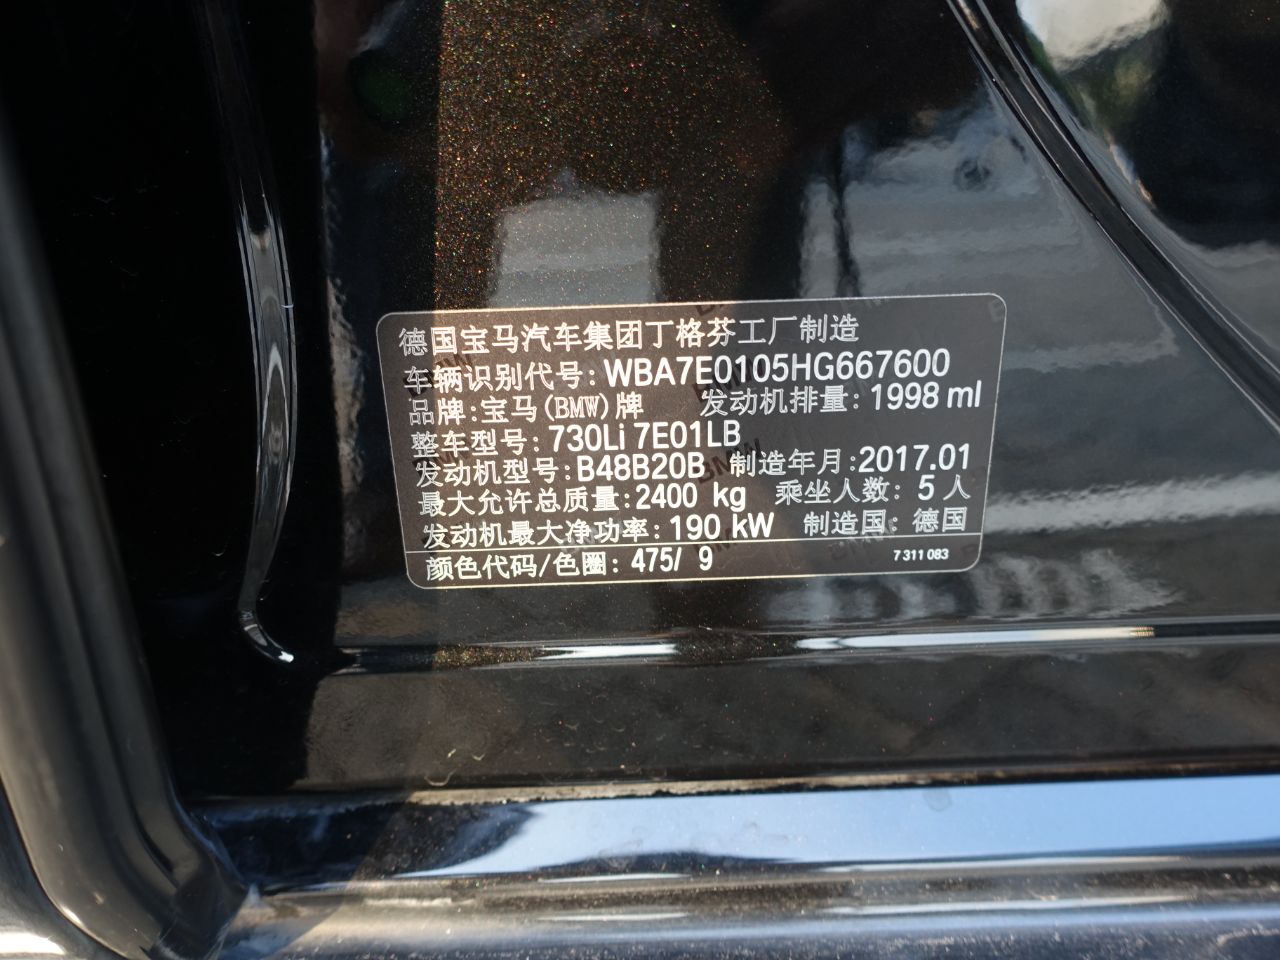 德国宝马汽车集团丁格芬工厂制造
车辆识别代号: WBA7E0105HG667600
品牌:宝马(BMW)牌 发动机排量: 1998 ml
整车型号: 730Li 7E01LB
发动机型号: B48B20B 制造年月:2017.01
最大允许总质量:2400 kg 乘坐人数: 5 人
发动机最大净功率: 190 kW 制造国: 德国
颜色代码/色圈: 475/ 9 7 311 083